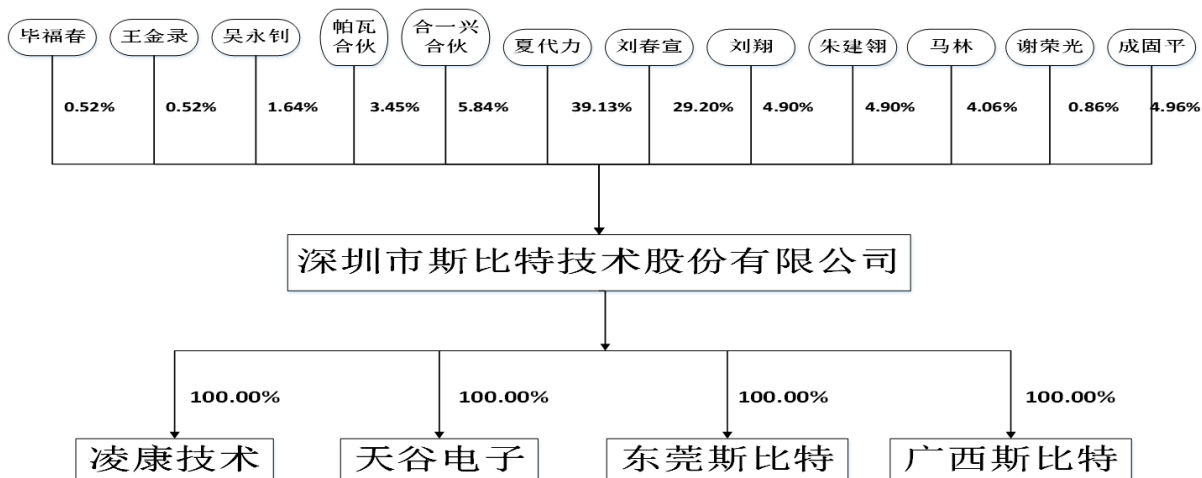 毕福春
王金录
吴永钊
帕瓦
合伙
合一兴
合伙
夏代力
刘春宣
刘翔
朱建翎
马林
谢荣光
成固平
0.52%
0.52%
1.64%
3.45%
5.84%
39.13%
29.20%
4.90%
4.90%
4.06%
0.86%
4.96%
深圳市斯比特技术股份有限公司
100.00%
100.00%
100.00%
100.00%
凌康技术
天谷电子
东莞斯比特
广西斯比特